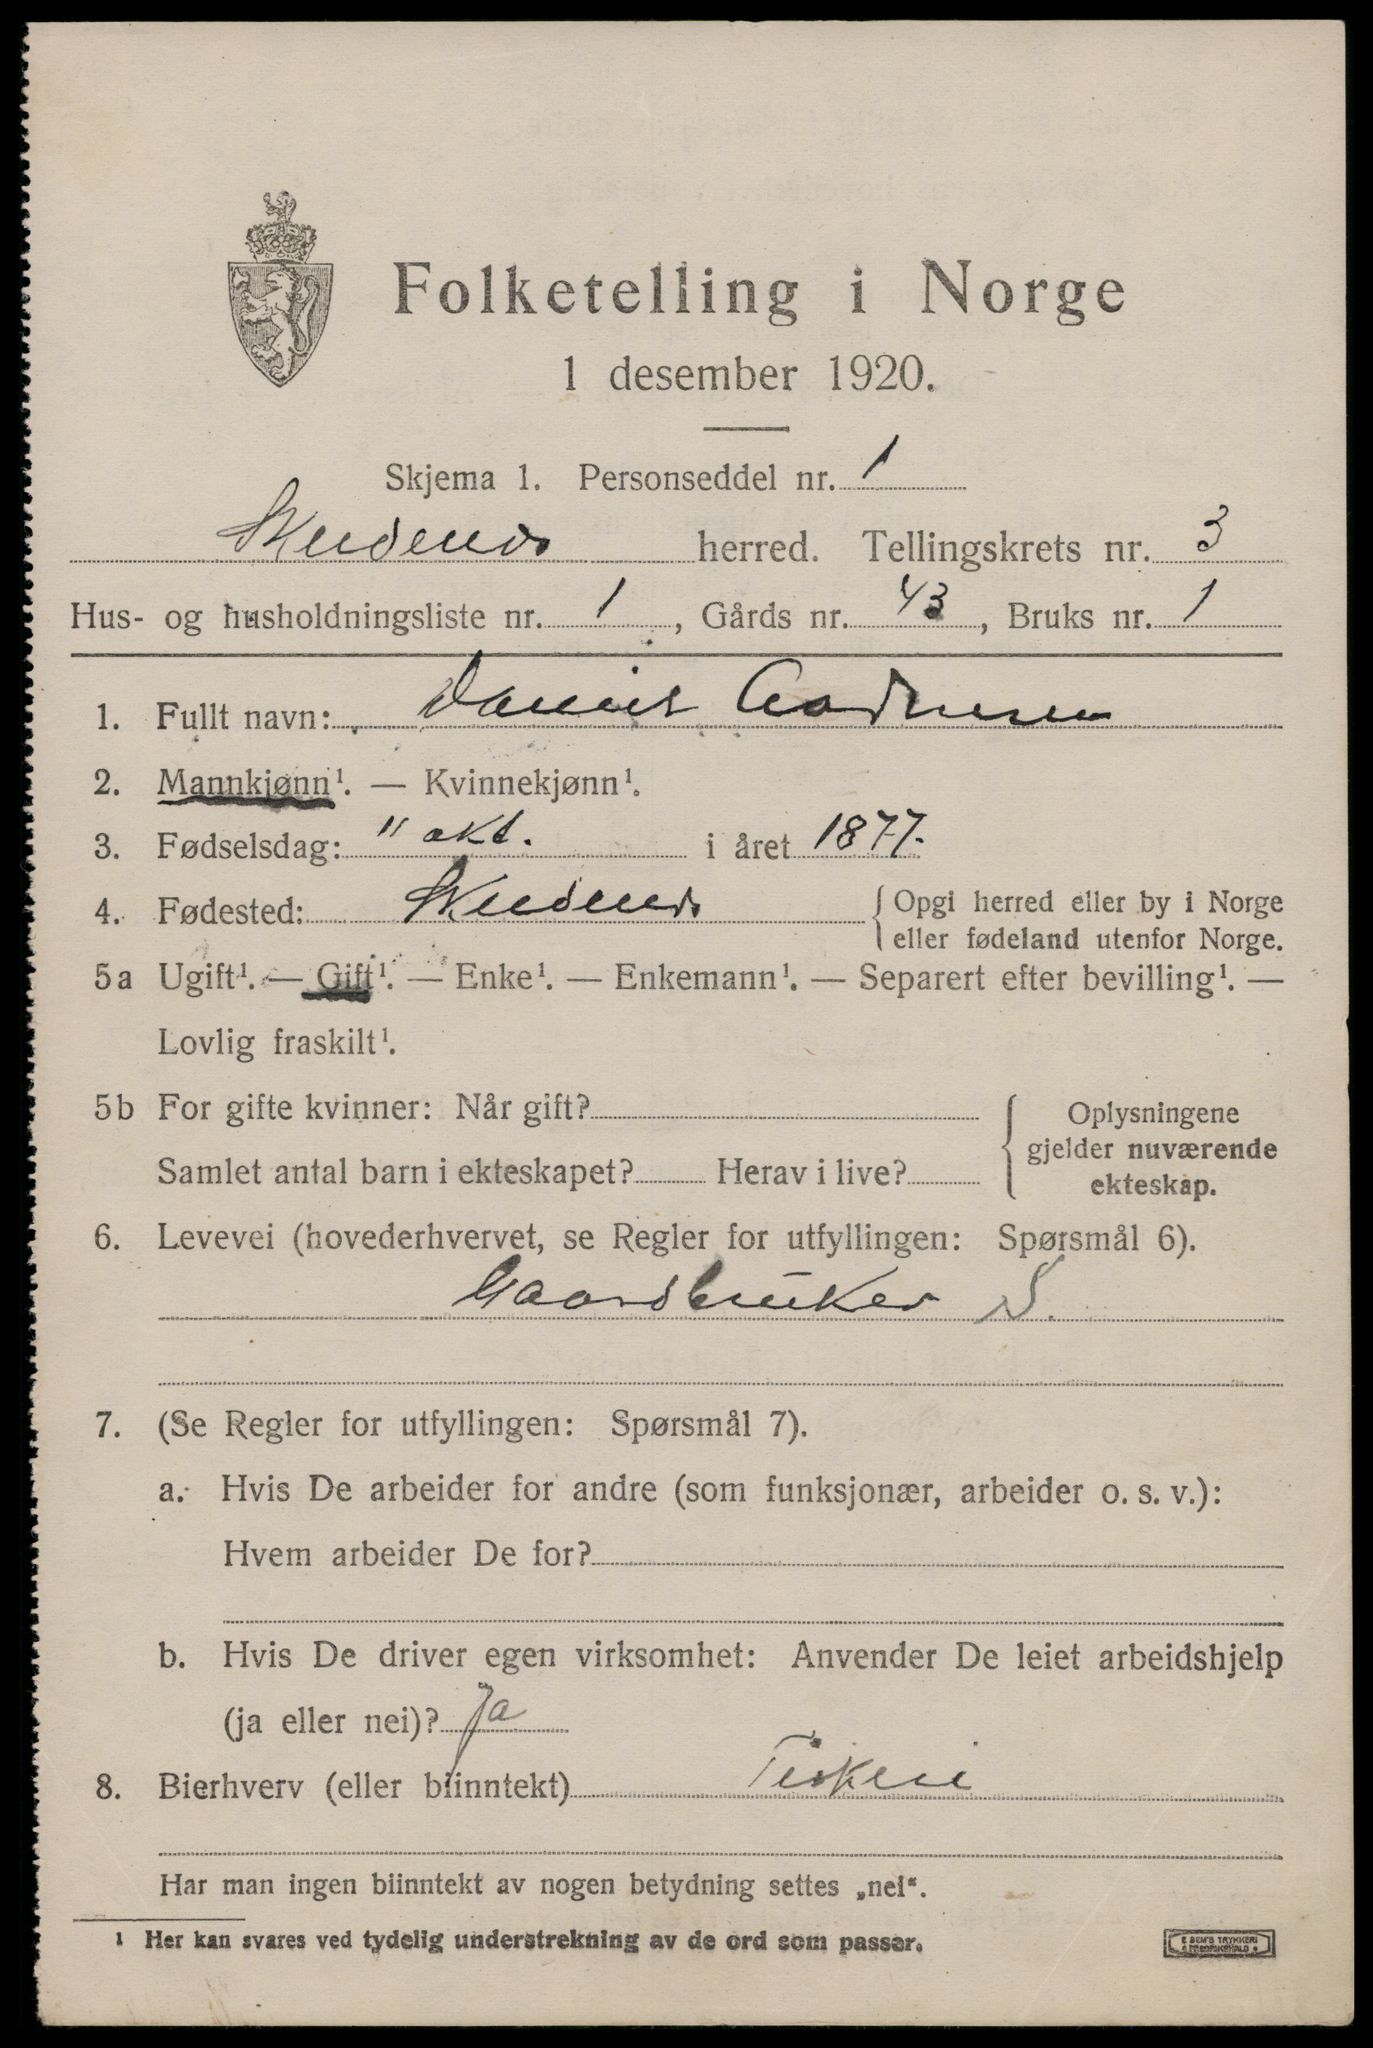 Folketelling i Norge
1 desember 1920.
Skjema 1. Personseddel nr. 1
Skudenes herred. Tellingskrets nr. 3
Hus- og husholdningsliste nr. 1, Gårds nr. 43, Bruks nr. 1
1. Fullt navn: Daniel
2. Mannkjønn¹. — Kvinnekjønn¹.
3. Fødselsdag: 11 okt. i året 1877.
4. Fødested: Skudenes { Opgi herred eller by i Norge
eller fødeland utenfor Norge.
5a Ugift¹. — Gift¹. — Enke¹. — Enkemann¹. — Separert efter bevilling¹. —
Lovlig fraskilt¹.
5b For gifte kvinner: Når gift?
Samlet antal barn i ekteskapet? Herav i live?
{ Oplysningene
gjelder nuværende
ekteskap.
6. Levevei (hovederhvervet, se Regler for utfyllingen: Spørsmål 6).
Gaardbruker S.
7. (Se Regler for utfyllingen: Spørsmål 7).
a. Hvis De arbeider for andre (som funksjonær, arbeider o. s. v.):
Hvem arbeider De for?
b. Hvis De driver egen virksomhet: Anvender De leiet arbeidshjelp
(ja eller nei)? Ja
8. Bierhverv (eller biinntekt) Fiskeri
Har man ingen biinntekt av nogen betydning settes „nei“.
¹ Her kan svares ved tydelig understrekning av de ord som passer.
E SEM'S TRYKKERI
FREDRIKSHALD